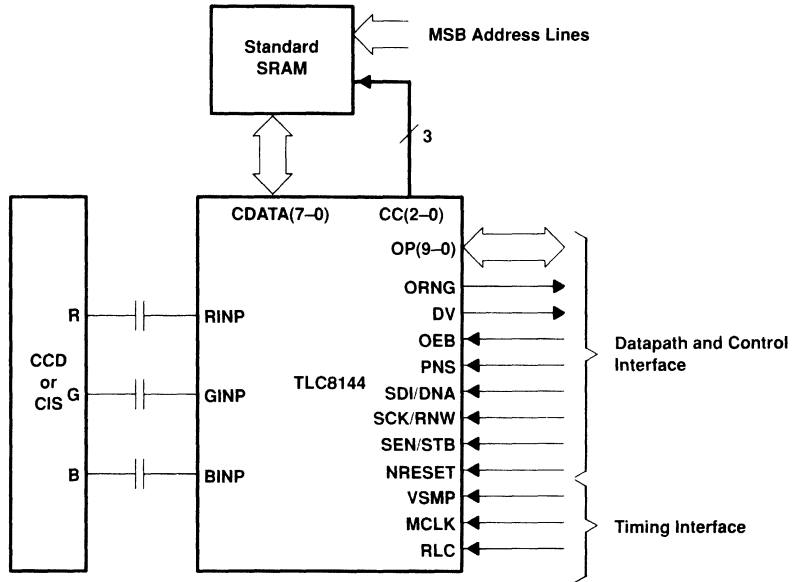 Standard
SRAM
MSB Address Lines
3
CDATA(7–0)
CC(2–0)
OP(9–0)
ORNG
DV
OEB
PNS
SDI/DNA
SCK/RNW
SEN/STB
NRESET
VSMP
MCLK
RLC
R
G
B
CCD
or
CIS
RINP
GINP
BINP
TLC8144
Datapath and Control
Interface
Timing Interface